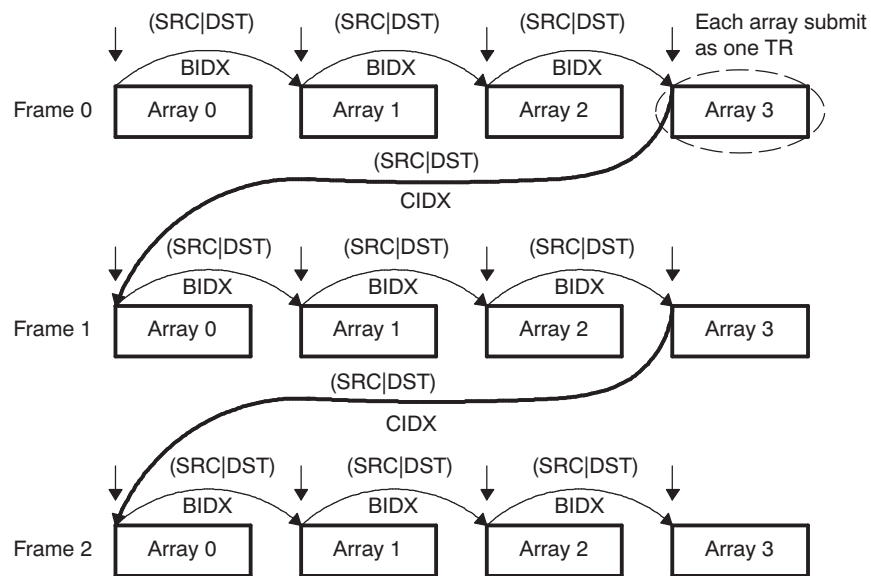 (SRC|DST) (SRC|DST) (SRC|DST) Each array submit
as one TR
BIDX BIDX BIDX
Frame 0 Array 0 Array 1 Array 2 Array 3
(SRC|DST)
CIDX
(SRC|DST) (SRC|DST) (SRC|DST)
BIDX BIDX BIDX
Frame 1 Array 0 Array 1 Array 2 Array 3
(SRC|DST)
CIDX
(SRC|DST) (SRC|DST) (SRC|DST)
BIDX BIDX BIDX
Frame 2 Array 0 Array 1 Array 2 Array 3